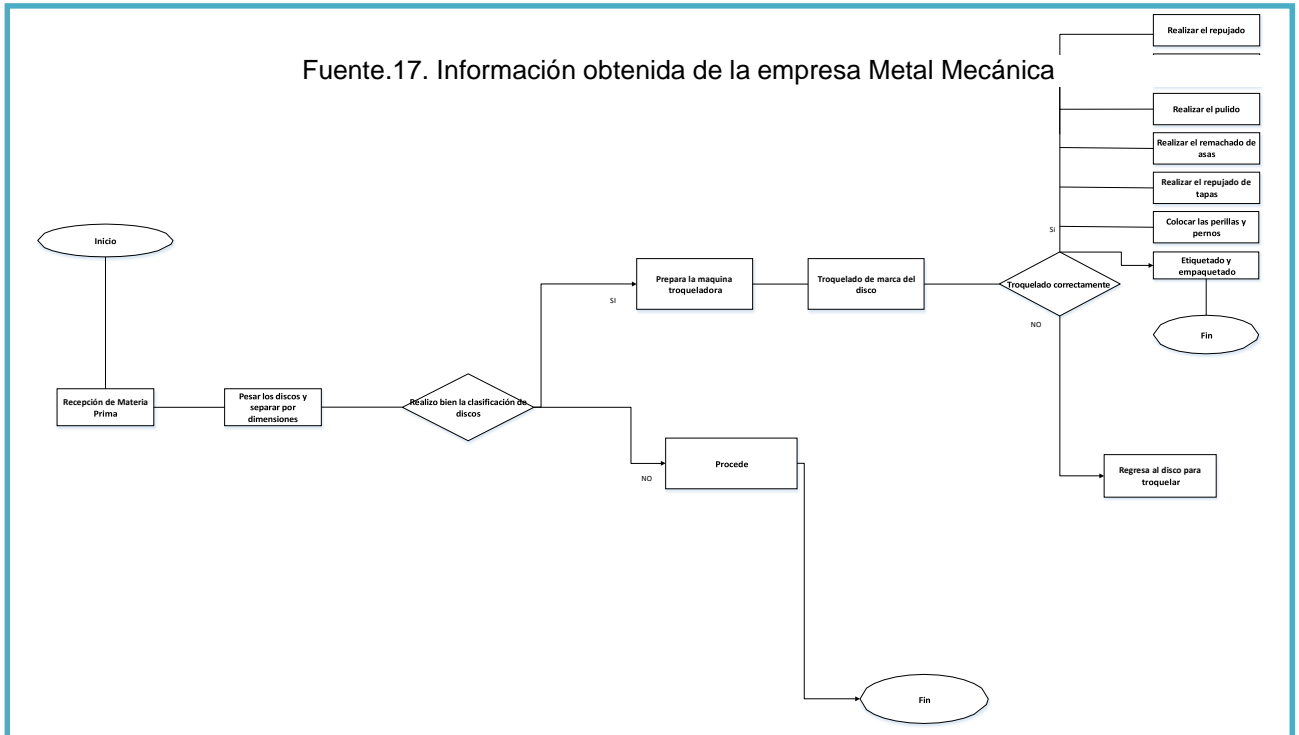 Realizar el repujado
Fuente.17. Información obtenida de la empresa Metal Mecánica
Realizar el pulido
Realizar el remachado de
asas
Realizar el repujado de
tapas
Colocar las perillas y
pernos
Si
Etiquetado y
empaquetado
Fin
Inicio
Recepción de Materia
Prima
Pesar los discos y
separar por
dimensiones
Realizo bien la clasificación de
discos
SI
Prepara la maquina
troqueladora
Troquelado de marca del
disco
Troquelado correctamente
NO
Regresa al disco para
troquelar
NO
Procede
Fin